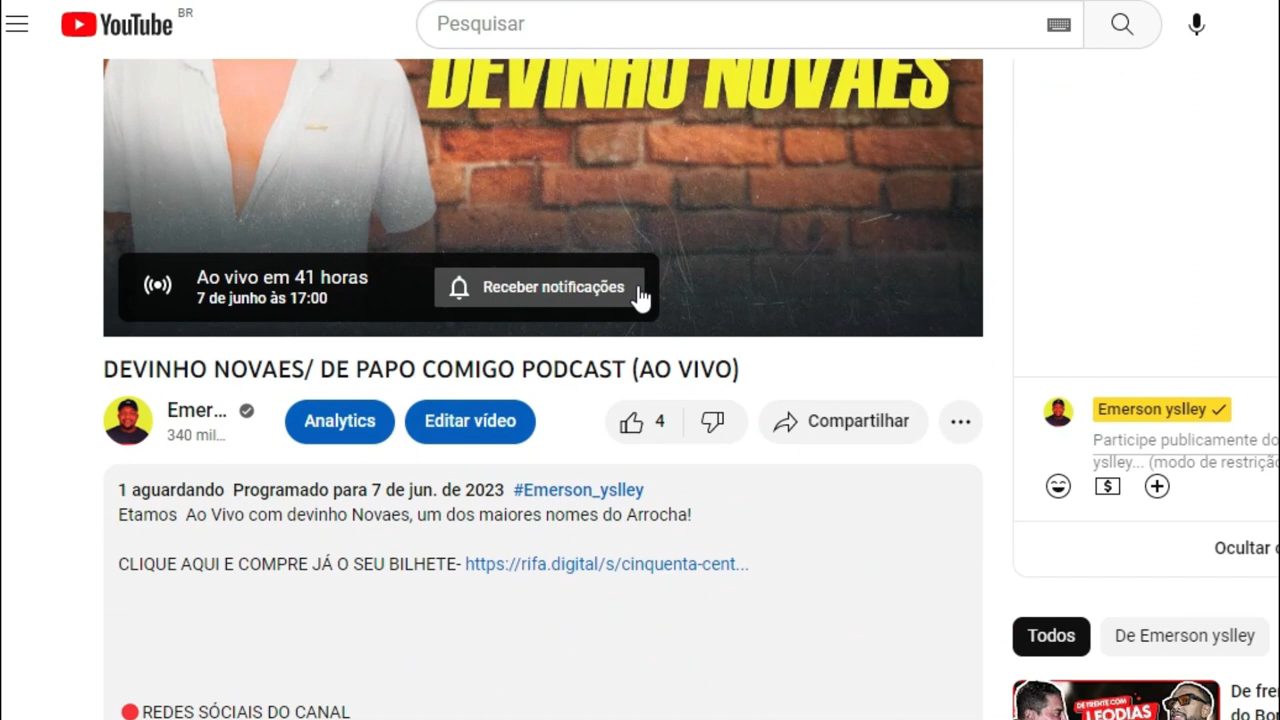 YouTube BR
Pesquisar
DEVINHO NOVAES
Ao vivo em 41 horas
7 de junho às 17:00
Receber notificações
DEVINHO NOVAES/ DE PAPO COMIGO PODCAST (AO VIVO)
Emer...
340 mil...
Analytics
Editar vídeo
4
Compartilhar
Emerson yslley
Participe publicamente do
yslley... (modo de restrição
1 aguardando Programado para 7 de jun. de 2023 #Emerson_yslley
Etamos Ao Vivo com devinho Novaes, um dos maiores nomes do Arrocha!
CLIQUE AQUI E COMPRE JÁ O SEU BILHETE- https://rifa.digital/s/cinquenta-cent...
Ocultar
Todos
De Emerson yslley
REDES SÓCIAIS DO CANAL
DE FRENTE COM
LEODIAS
De fre
do Bor